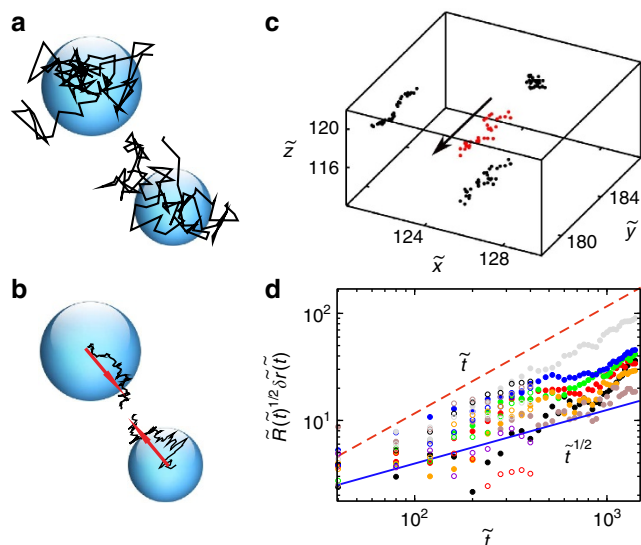 a
b
c
120
z̃
116
124
x̃
128
180
184
ỹ
d
10²
10¹
R̃(t̃)^{1/2} δr̃(t̃)
t̃
t̃^{1/2}
10²
10³
t̃